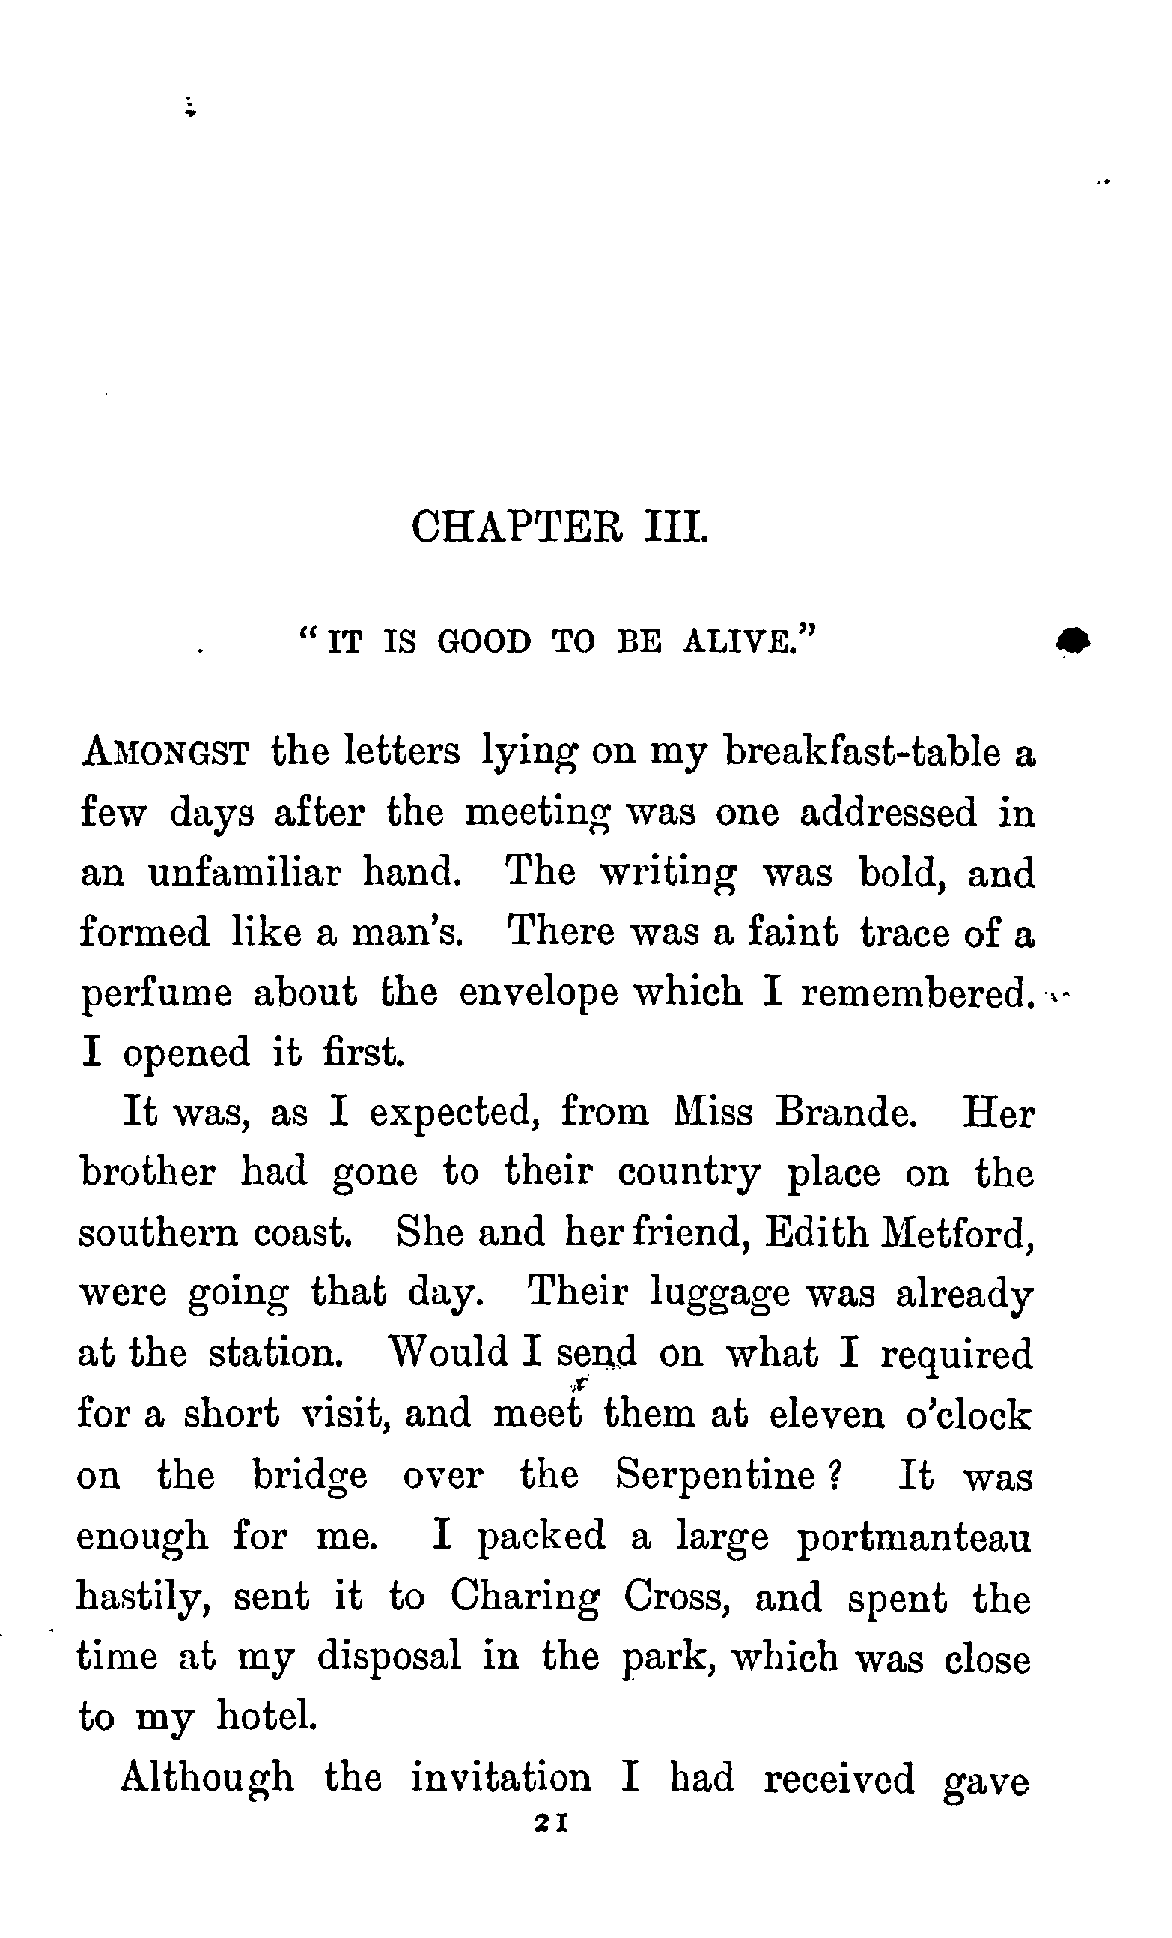 CHAPTER III.
“IT IS GOOD TO BE ALIVE.”
AMONGST the letters lying on my breakfast-table a
few days after the meeting was one addressed in
an unfamiliar hand. The writing was bold, and
formed like a man’s. There was a faint trace of a
perfume about the envelope which I remembered.
I opened it first.
It was, as I expected, from Miss Brande. Her
brother had gone to their country place on the
southern coast. She and her friend, Edith Metford,
were going that day. Their luggage was already
at the station. Would I send on what I required
for a short visit, and meet them at eleven o’clock
on the bridge over the Serpentine? It was
enough for me. I packed a large portmanteau
hastily, sent it to Charing Cross, and spent the
time at my disposal in the park, which was close
to my hotel.
Although the invitation I had received gave
21